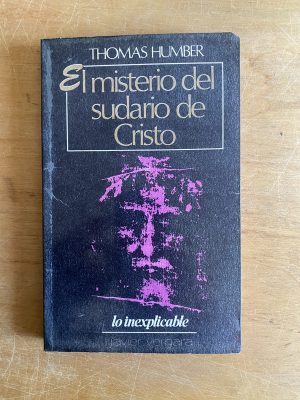 THOMAS HUMBER
El misterio del
sudario de
Cristo
lo inexplicable
javier vergara